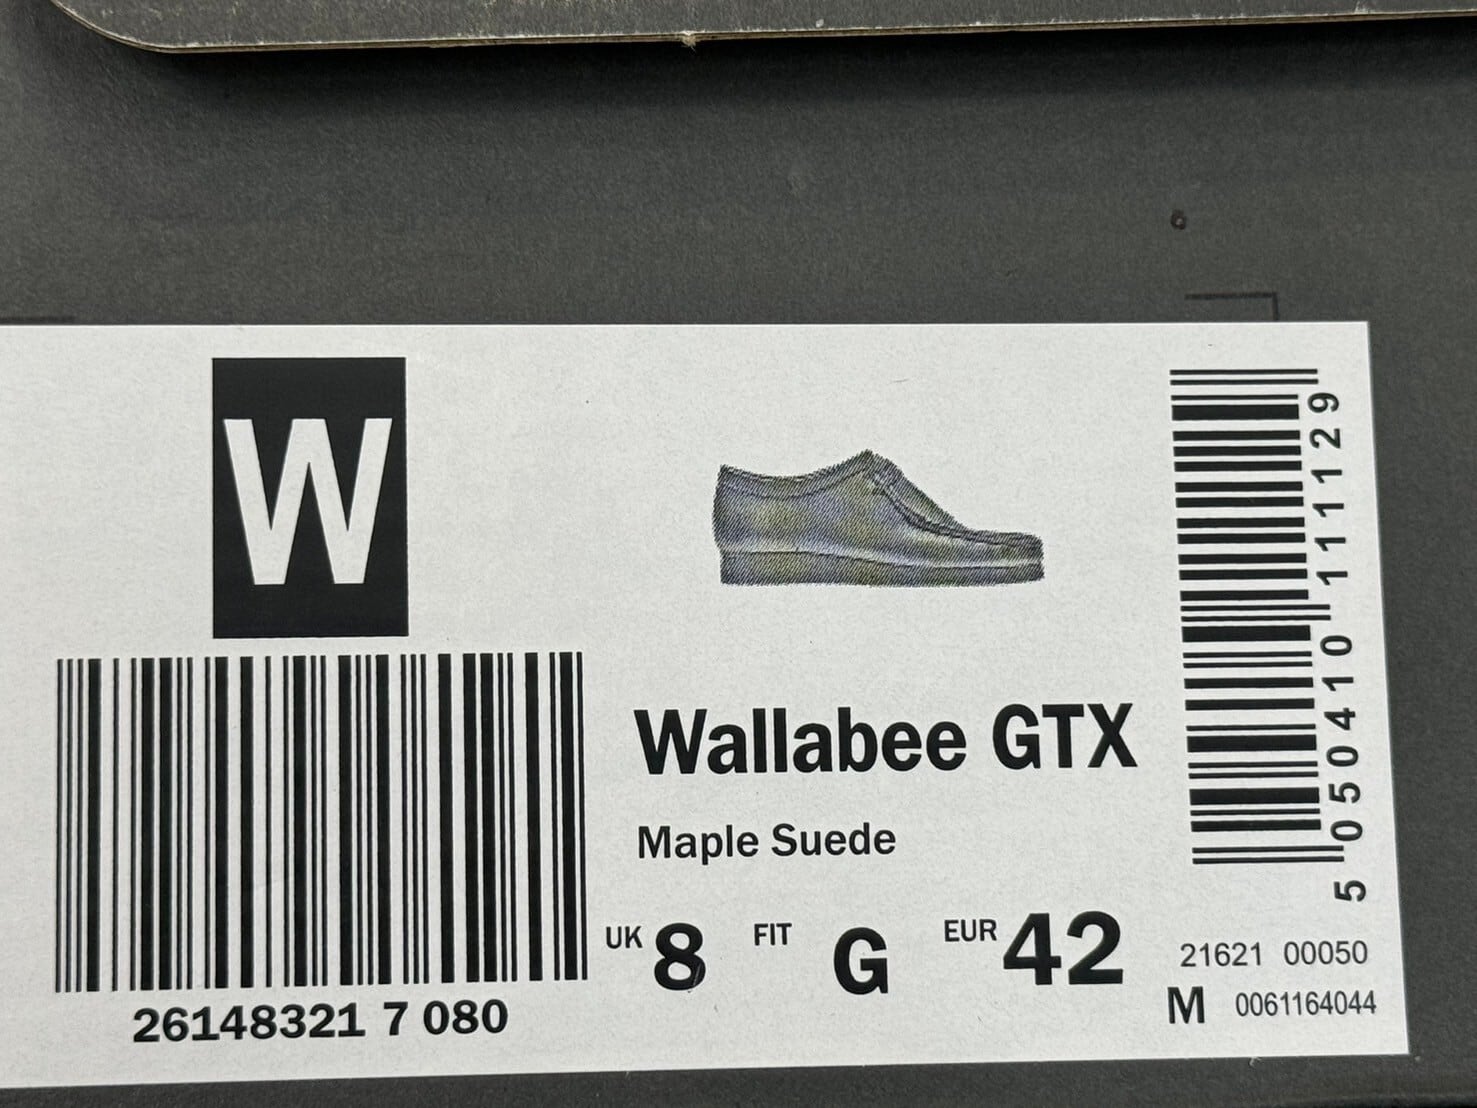 W
26148321 7 080
Wallabee GTX
Maple Suede
UK 8 FIT G EUR 42
5 050410 111129
21621 00050
M 0061164044